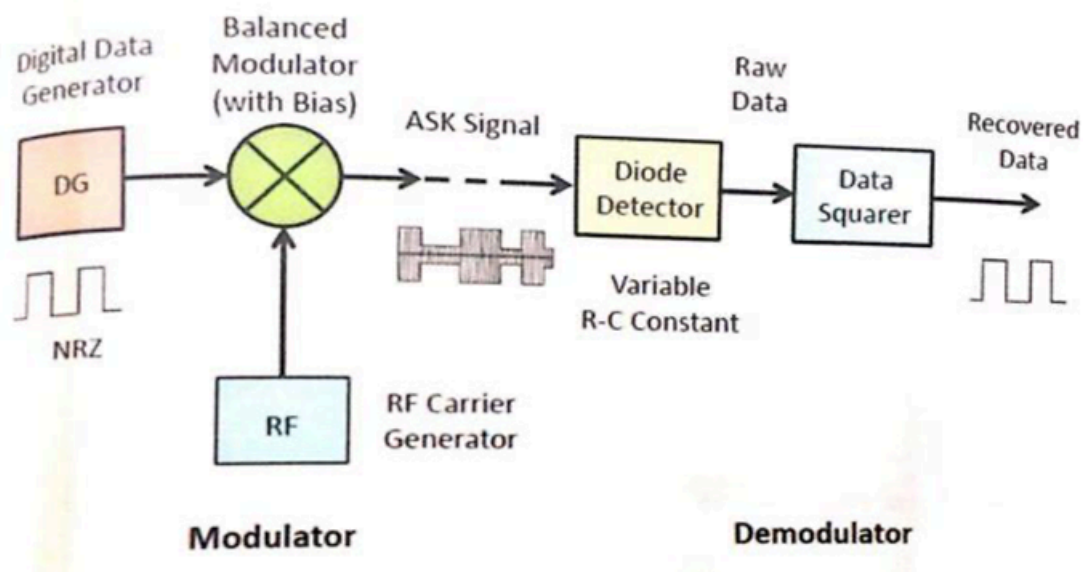 Digital Data
Generator
DG
NRZ
Balanced
Modulator
(with Bias)
RF
RF Carrier
Generator
ASK Signal
Diode
Detector
Variable
R-C Constant
Raw
Data
Data
Squarer
Recovered
Data
Modulator
Demodulator